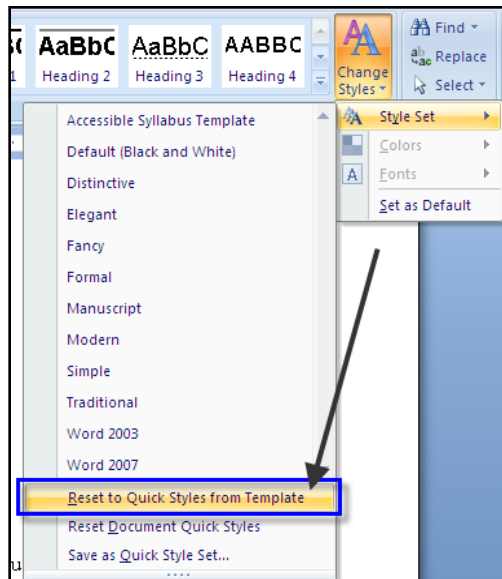 AaBbC AaBbC AABBC
1 Heading 2 Heading 3 Heading 4
Change
Styles
Find
Replace
Select
Style Set
Colors
Fonts
Set as Default
Accessible Syllabus Template
Default (Black and White)
Distinctive
Elegant
Fancy
Formal
Manuscript
Modern
Simple
Traditional
Word 2003
Word 2007
Reset to Quick Styles from Template
Reset Document Quick Styles
Save as Quick Style Set...